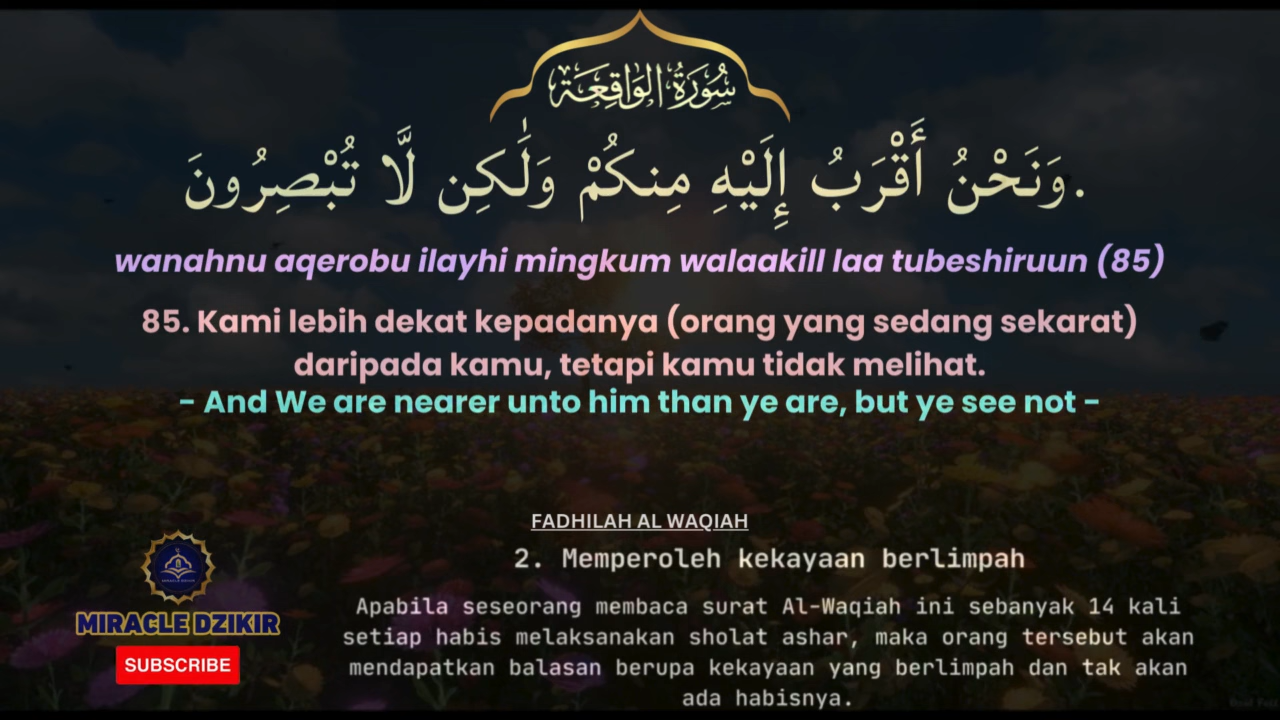 سُورَةُ الوَاقِعَة
وَنَحْنُ أَقْرَبُ إِلَيْهِ مِنكُمْ وَلَٰكِن لَّا تُبْصِرُونَ.
wanahnu aqerobu ilayhi mingkum walaakill laa tubeshiruun (85)
85. Kami lebih dekat kepadanya (orang yang sedang sekarat)
daripada kamu, tetapi kamu tidak melihat.
- And We are nearer unto him than ye are, but ye see not -
FADHILAH AL WAQIAH
2. Memperoleh kekayaan berlimpah
Apabila seseorang membaca surat Al-Waqiah ini sebanyak 14 kali
setiap habis melaksanakan sholat ashar, maka orang tersebut akan
mendapatkan balasan berupa kekayaan yang berlimpah dan tak akan
ada habisnya.
MIRACLE DZIKIR
SUBSCRIBE